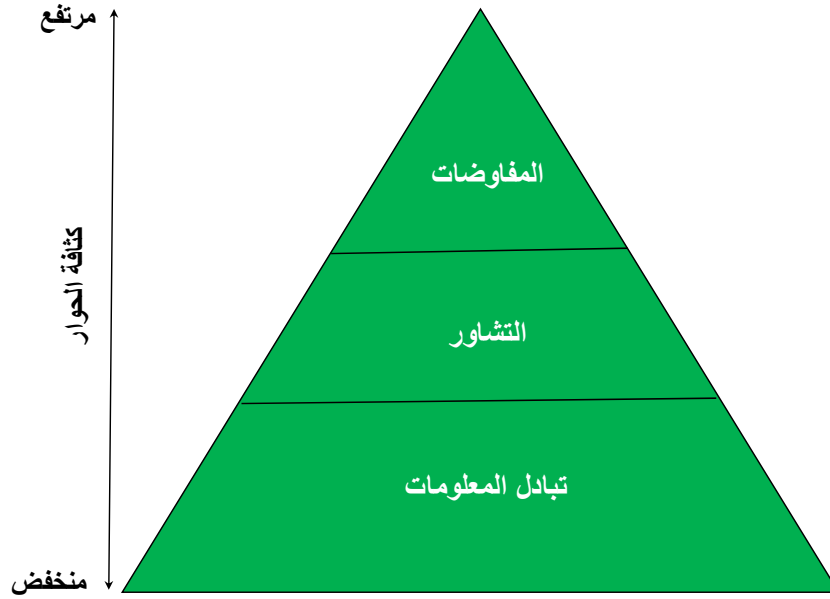 مرتفع
المفاوضات
كثافة الحوار
التشاور
تبادل المعلومات
منخفض